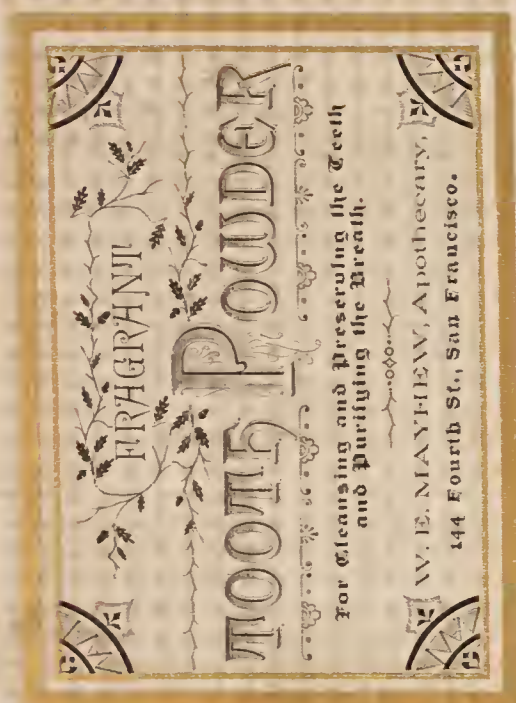 FRAGRANT
TOOTH POWDER
For Cleansing and Preserving the Teeth
and Purifying the Breath.
W. E. MAYHEW, Apothecary,
144 Fourth St., San Francisco.